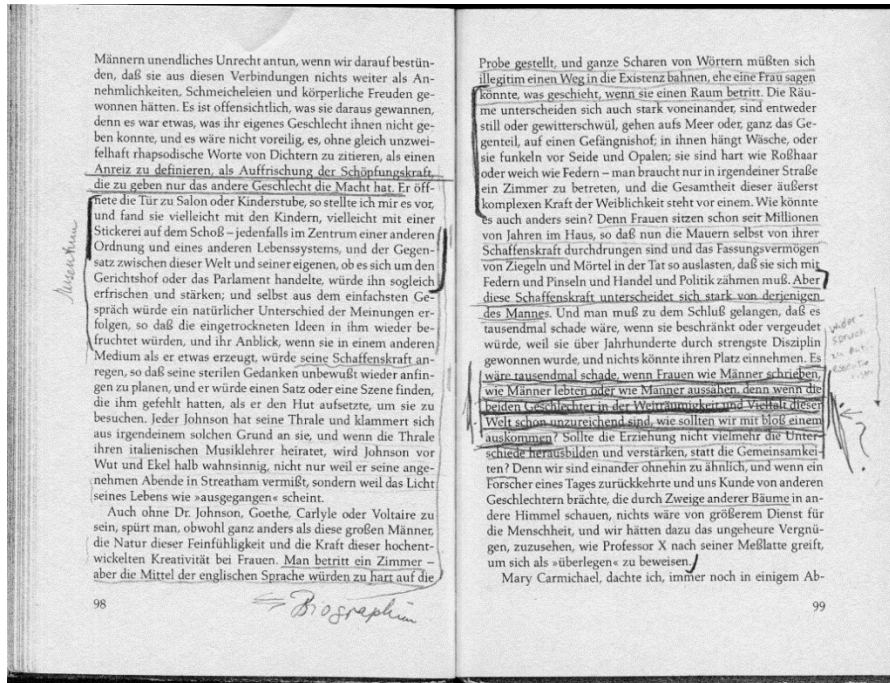 Männern unendliches Unrecht antun, wenn wir darauf bestün-
den, daß sie aus diesen Verbindungen nichts weiter als An-
nehmlichkeiten, Schmeicheleien und körperliche Freuden ge-
wonnen hätten. Es ist offensichtlich, was sie daraus gewannen,
denn es war etwas, was ihr eigenes Geschlecht ihnen nicht ge-
ben konnte, und es wäre nicht voreilig, es, ohne gleich unzwei-
felhaft rhapsodische Worte von Dichtern zu zitieren, als einen
Anreiz zu definieren, als Auffrischung der Schöpfungskraft,
die zu geben nur das andere Geschlecht die Macht hat. Er öff-
nete die Tür zu Salon oder Kinderstube, so stellte ich mir es vor,
und fand sie vielleicht mit den Kindern, vielleicht mit einer
Stickerei auf dem Schoß – jedenfalls im Zentrum einer anderen
Ordnung und eines anderen Lebenssystems, und der Gegen-
satz zwischen dieser Welt und seiner eigenen, ob es sich um den
Gerichtshof oder das Parlament handelte, würde ihn sogleich
erfrischen und stärken; und selbst aus dem einfachsten Ge-
spräch würde ein natürlicher Unterschied der Meinungen er-
folgen, so daß die eingetrockneten Ideen in ihm wieder be-
fruchtet würden, und ihr Anblick, wenn sie in einem anderen
Medium als er etwas erzeugt, würde seine Schaffenskraft an-
regen, so daß seine sterilen Gedanken unbewußt wieder anfin-
gen zu planen, und er würde einen Satz oder eine Szene finden,
die ihm gefehlt hatten, als er den Hut aufsetzte, um sie zu
besuchen. Jeder Johnson hat seine Thrale und klammert sich
aus irgendeinem solchen Grund an sie, und wenn die Thrale
ihren italienischen Musiklehrer heiratet, wird Johnson vor
Wut und Ekel halb wahnsinnig, nicht nur weil er seine ange-
nehmen Abende in Streatham vermißt, sondern weil das Licht
seines Lebens wie »ausgegangen« scheint.
Auch ohne Dr. Johnson, Goethe, Carlyle oder Voltaire zu
sein, spürt man, obwohl ganz anders als diese großen Männer,
die Natur dieser Feinfühligkeit und die Kraft dieser hochent-
wickelten Kreativität bei Frauen. Man betritt ein Zimmer –
aber die Mittel der englischen Sprache würden zu hart auf die
98
Probe gestellt, und ganze Scharen von Wörtern müßten sich
illegitim einen Weg in die Existenz bahnen, ehe eine Frau sagen
könnte, was geschieht, wenn sie einen Raum betritt. Die Räu-
me unterscheiden sich auch stark voneinander, sind entweder
still oder gewitterschwül, gehen aufs Meer oder, ganz das Ge-
genteil, auf einen Gefängnishof; in ihnen hängt Wäsche, oder
sie funkeln vor Seide und Opalen; sie sind hart wie Roßhaar
oder weich wie Federn – man braucht nur in irgendeiner Straße
ein Zimmer zu betreten, und die Gesamtheit dieser äußerst
komplexen Kraft der Weiblichkeit steht vor einem. Wie könnte
es auch anders sein? Denn Frauen sitzen schon seit Millionen
von Jahren im Haus, so daß nun die Mauern selbst von ihrer
Schaffenskraft durchdrungen sind und das Fassungsvermögen
von Ziegeln und Mörtel in der Tat so auslasten, daß sie sich mit
Federn und Pinseln und Handel und Politik zähmen muß. Aber
diese Schaffenskraft unterscheidet sich stark von derjenigen
des Mannes. Und man muß zu dem Schluß gelangen, daß es
tausendmal schade wäre, wenn sie beschränkt oder vergeudet
würde, weil sie über Jahrhunderte durch strengste Disziplin
gewonnen wurde, und nichts könnte ihren Platz einnehmen. Es
wäre tausendmal schade, wenn Frauen wie Männer schrieben,
wie Männer lebten oder wie Männer aussähen, denn wenn die
beiden Geschlechter in der Weiträumigkeit und Vielfalt dieser
Welt schon unzureichend sind, wie sollten wir mit bloß einem
auskommen? Sollte die Erziehung nicht vielmehr die Unter-
schiede herausbilden und verstärken, statt die Gemeinsamkei-
ten? Denn wir sind einander ohnehin zu ähnlich, und wenn ein
Forscher eines Tages zurückkehrte und uns Kunde von anderen
Geschlechtern brächte, die durch Zweige anderer Bäume in an-
dere Himmel schauen, nichts wäre von größerem Dienst für
die Menschheit, und wir hätten dazu das ungeheure Vergnü-
gen, zuzusehen, wie Professor X nach seiner Meßlatte greift,
um sich als »überlegen« zu beweisen.
Mary Carmichael, dachte ich, immer noch in einigem Ab-
99
wider-
spruch
?